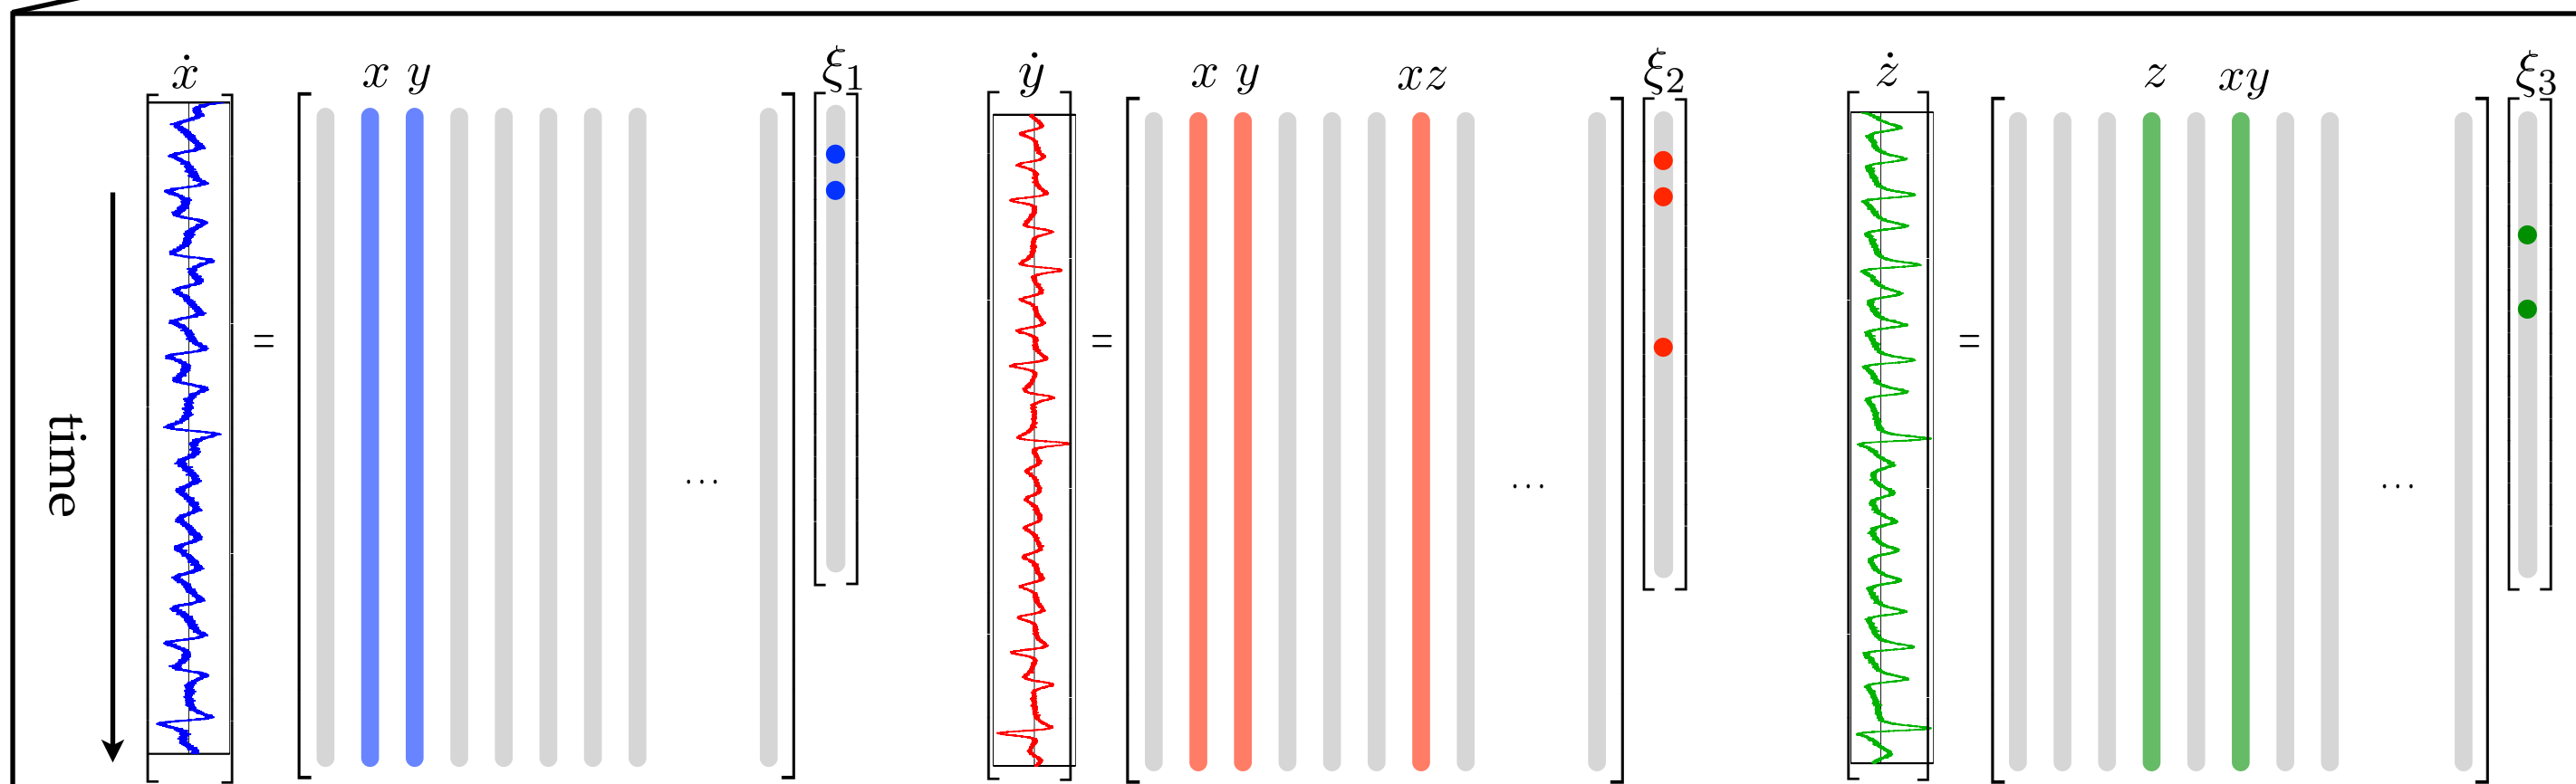 ẋ x y ξ₁ ẏ x y xz ξ₂ ż z xy ξ₃
= = =
... ... ...
time